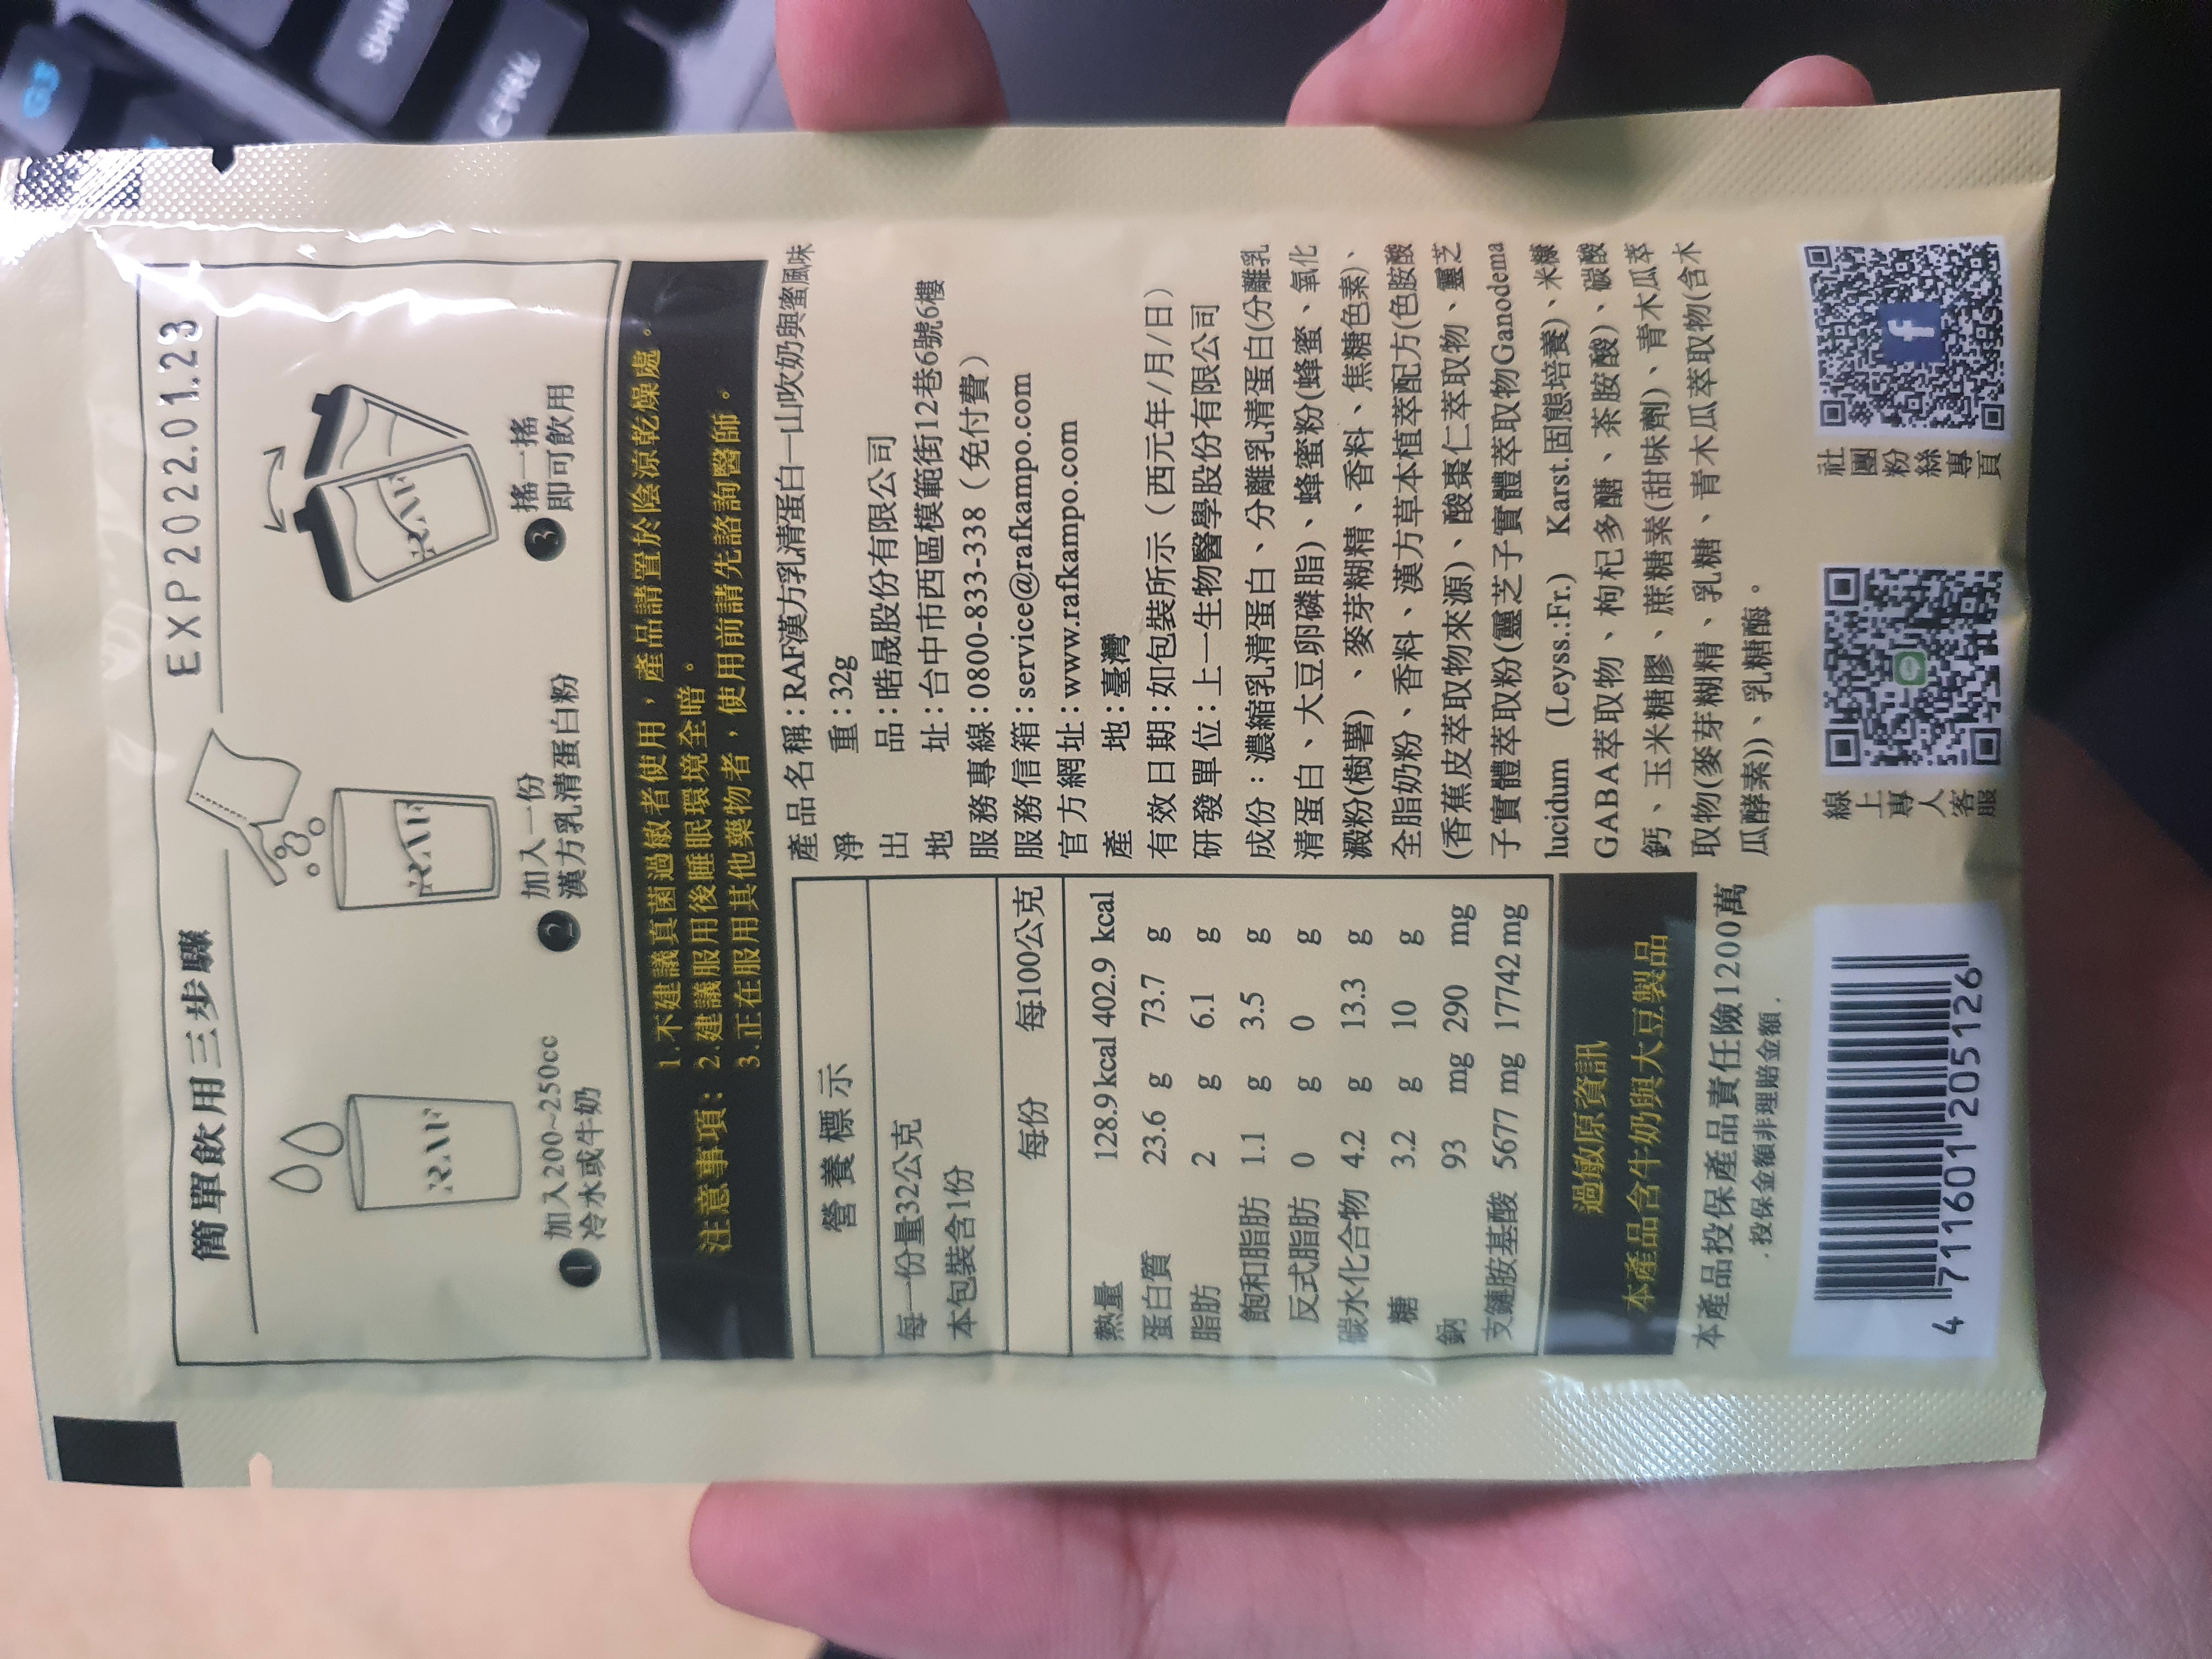 簡單飲用三步驟
EXP2022.01.23
RAF
RAF
RAF
1 加入200~250cc
冷水或牛奶
2 加入一份
漢方乳清蛋白粉
3 搖一搖
即可飲用
注意事項：
1.不建議真菌過敏者使用，產品請置於陰涼乾燥處。
2.建議服用後睡眠環境全暗。
3.正在服用其他藥物者，使用前請先諮詢醫師。
營養標示
每一份量32公克
本包裝含1份
每份 每100公克
熱量 128.9 kcal 402.9 kcal
蛋白質 23.6 g 73.7 g
脂肪 2 g 6.1 g
飽和脂肪 1.1 g 3.5 g
反式脂肪 0 g 0 g
碳水化合物 4.2 g 13.3 g
糖 3.2 g 10 g
鈉 93 mg 290 mg
支鏈胺基酸 5677 mg 17742 mg
過敏原資訊
本產品含牛奶與大豆製品
本產品投保產品責任險1200萬
.投保金額非理賠金額.
4 711601 205126
產品名稱：RAF漢方乳清蛋白—山吹奶與蜜風味
淨重：32g
出品：晧晟股份有限公司
地址：台中市西區模範街12巷6號6樓
服務專線：0800-833-338（免付費）
服務信箱：service@rafkampo.com
官方網址：www.rafkampo.com
產地：臺灣
有效日期：如包裝所示（西元年/月/日）
研發單位：上一生物醫學股份有限公司
成份：濃縮乳清蛋白、分離乳清蛋白(分離乳
清蛋白、大豆卵磷脂)、蜂蜜粉(蜂蜜、氧化
澱粉(樹薯)、麥芽糊精、香料、焦糖色素)、
全脂奶粉、香料、漢方草本植萃配方(色胺酸
(香蕉皮萃取物來源)、酸棗仁萃取物、靈芝
子實體萃取粉(靈芝子實體萃取物Ganodema
lucidum (Leyss.:Fr.) Karst.固態培養)、米糠
GABA萃取物、枸杞多醣、茶胺酸)、碳酸
鈣、玉米糖膠、蔗糖素(甜味劑)、青木瓜萃
取物(麥芽糊精、乳糖、青木瓜萃取物(含木
瓜酵素))、乳糖酶。
線上專人客服
社團粉絲專頁